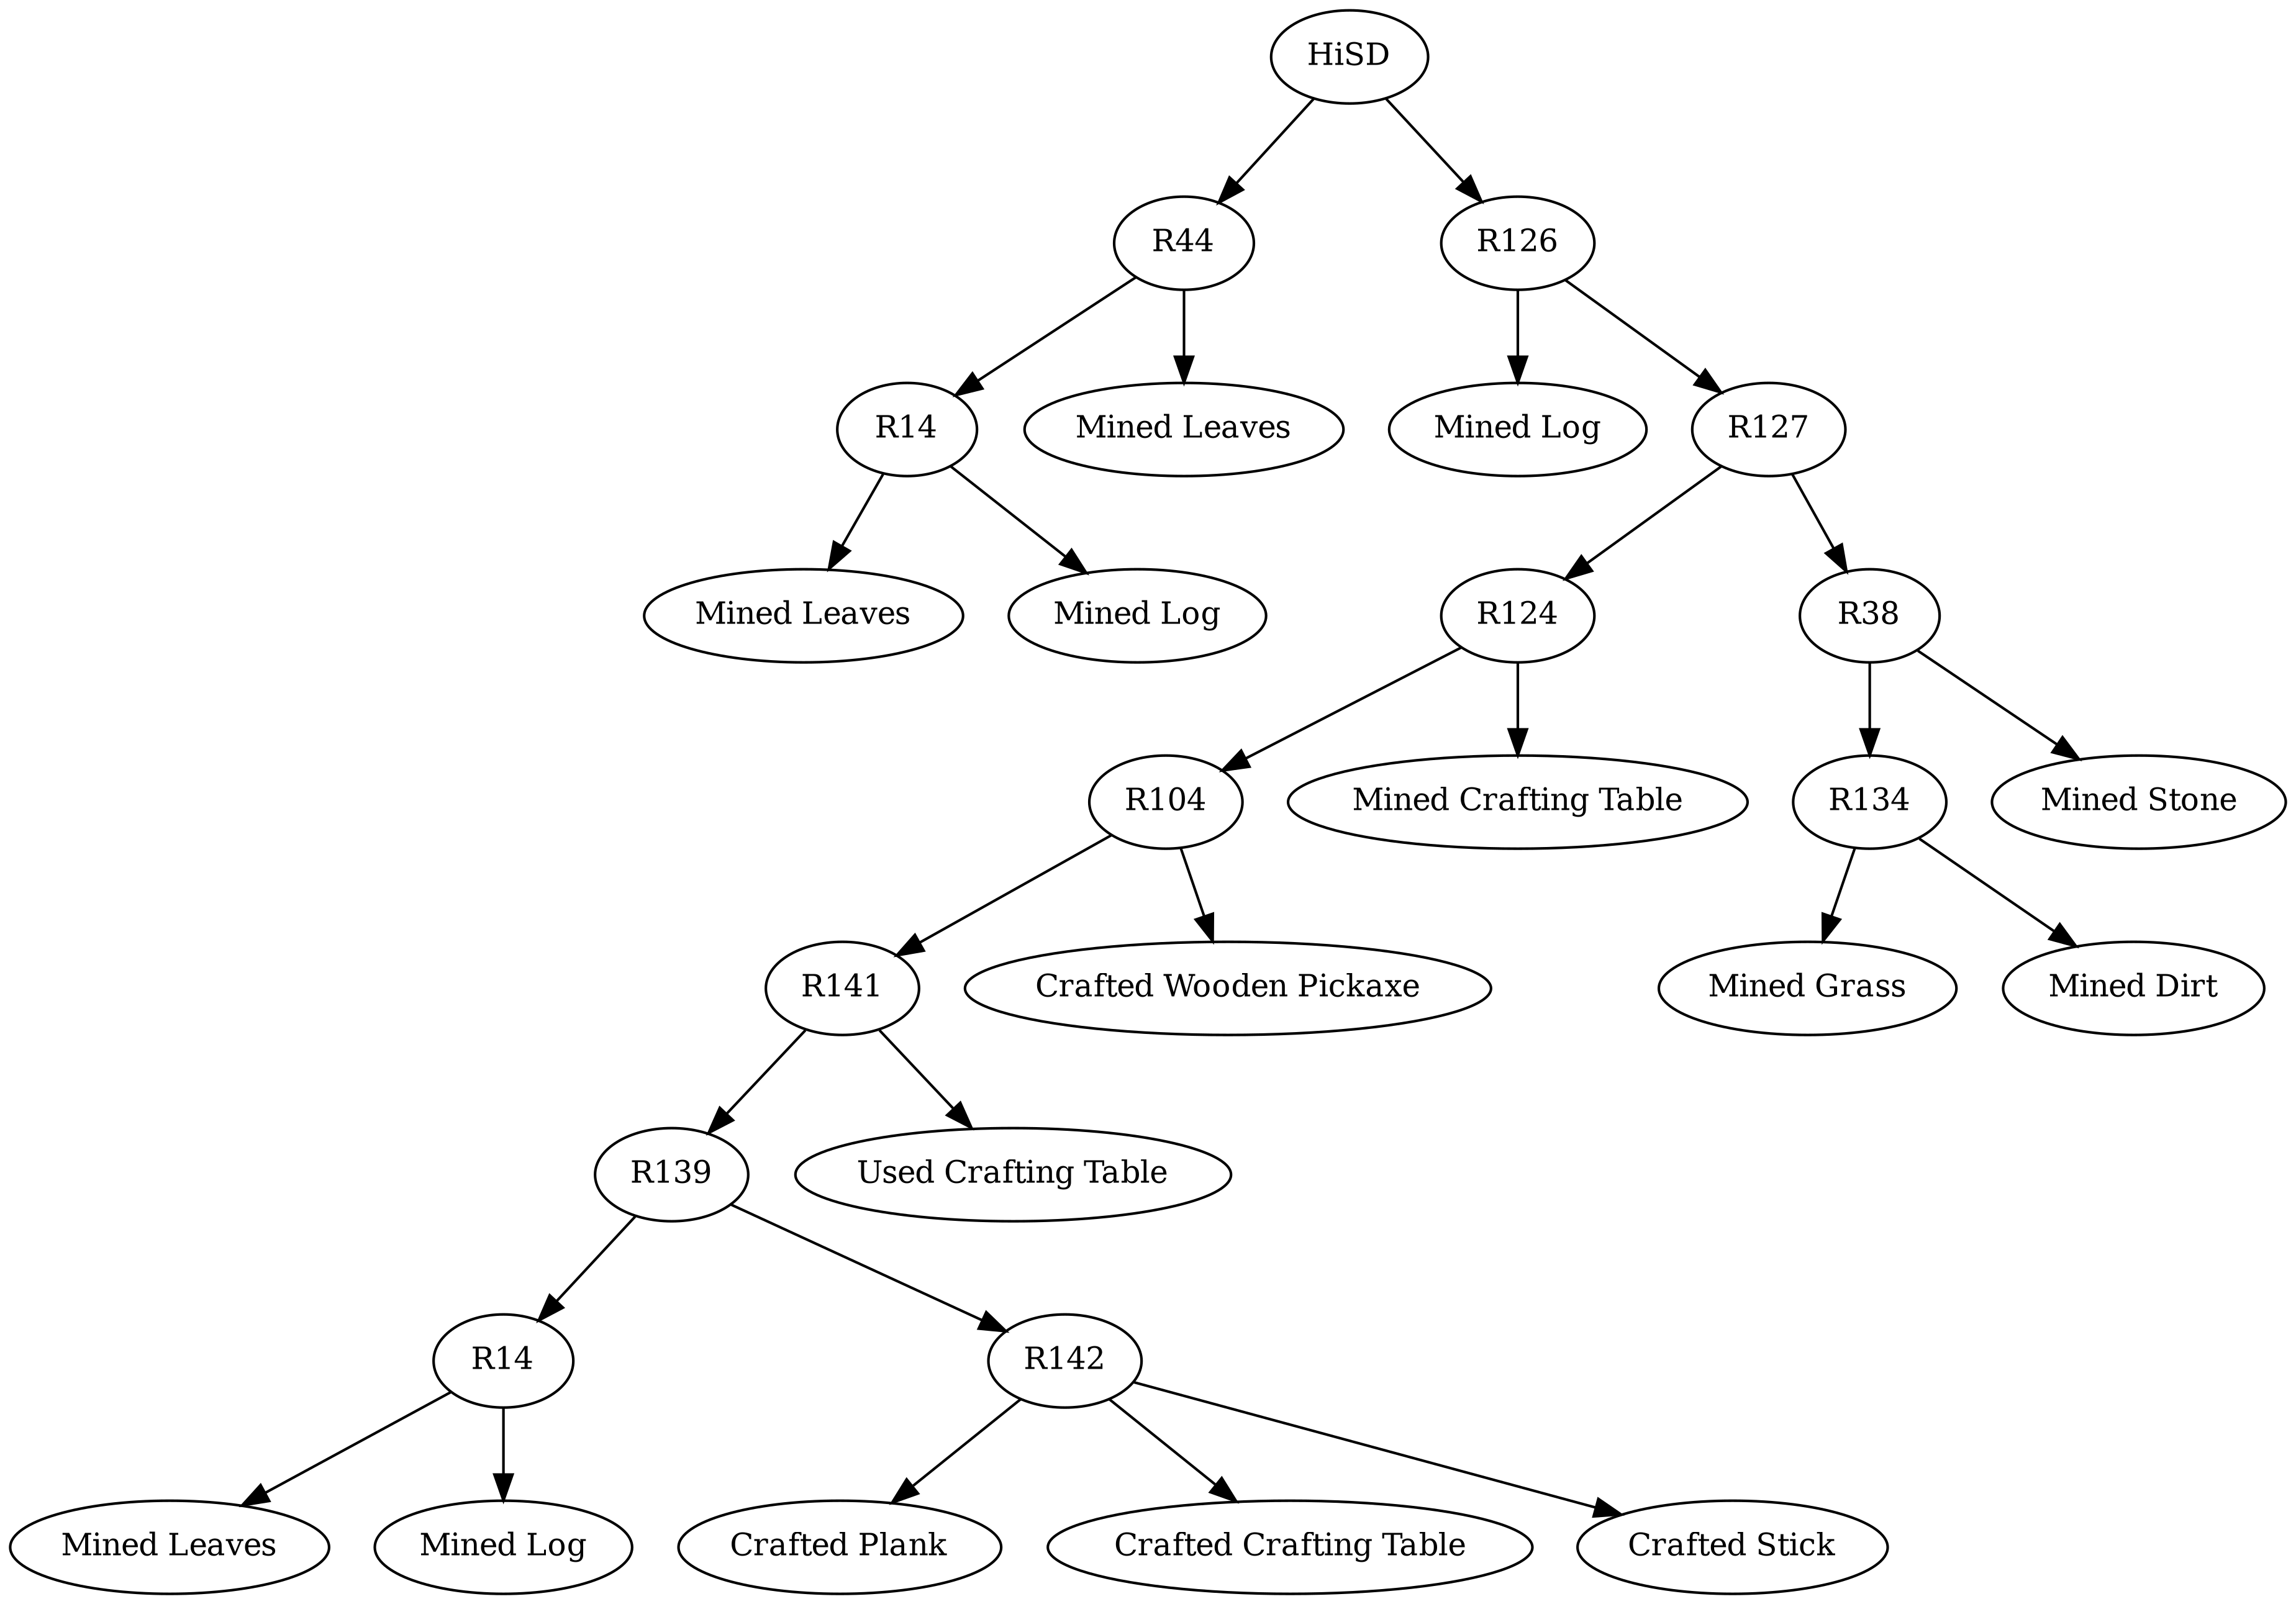 HiSD
R44
R126
R14
Mined Leaves
Mined Log
R127
Mined Leaves
Mined Log
R124
R38
R104
Mined Crafting Table
R134
Mined Stone
R141
Crafted Wooden Pickaxe
Mined Grass
Mined Dirt
R139
Used Crafting Table
R14
R142
Mined Leaves
Mined Log
Crafted Plank
Crafted Crafting Table
Crafted Stick